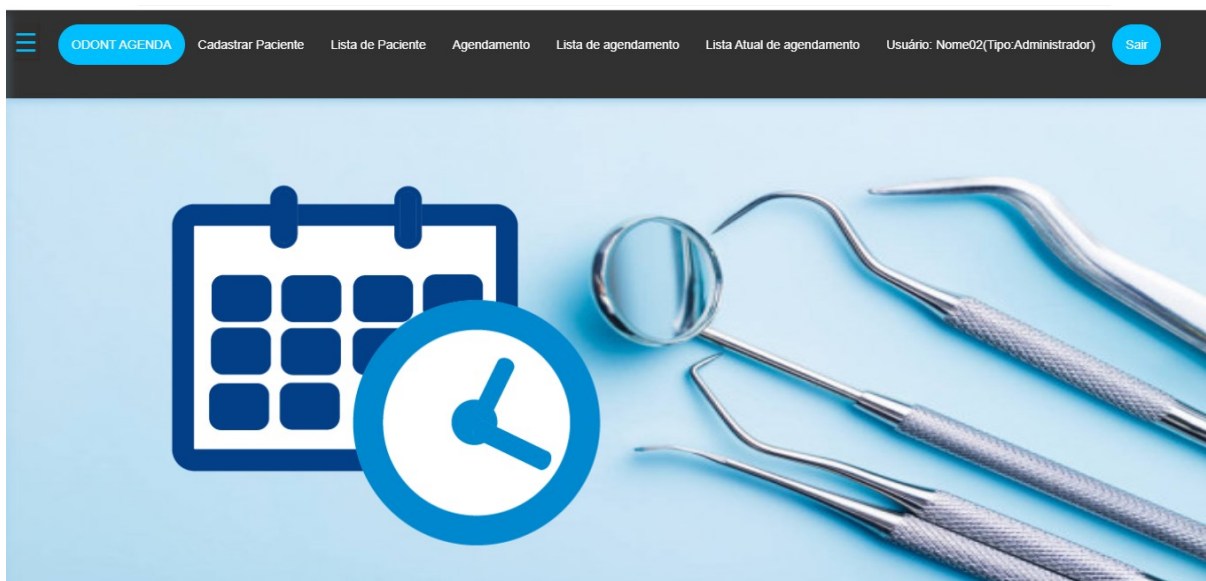 ☰ ODONT AGENDA Cadastrar Paciente Lista de Paciente Agendamento Lista de agendamento Lista Atual de agendamento Usuário: Nome02(Tipo:Administrador) Sair